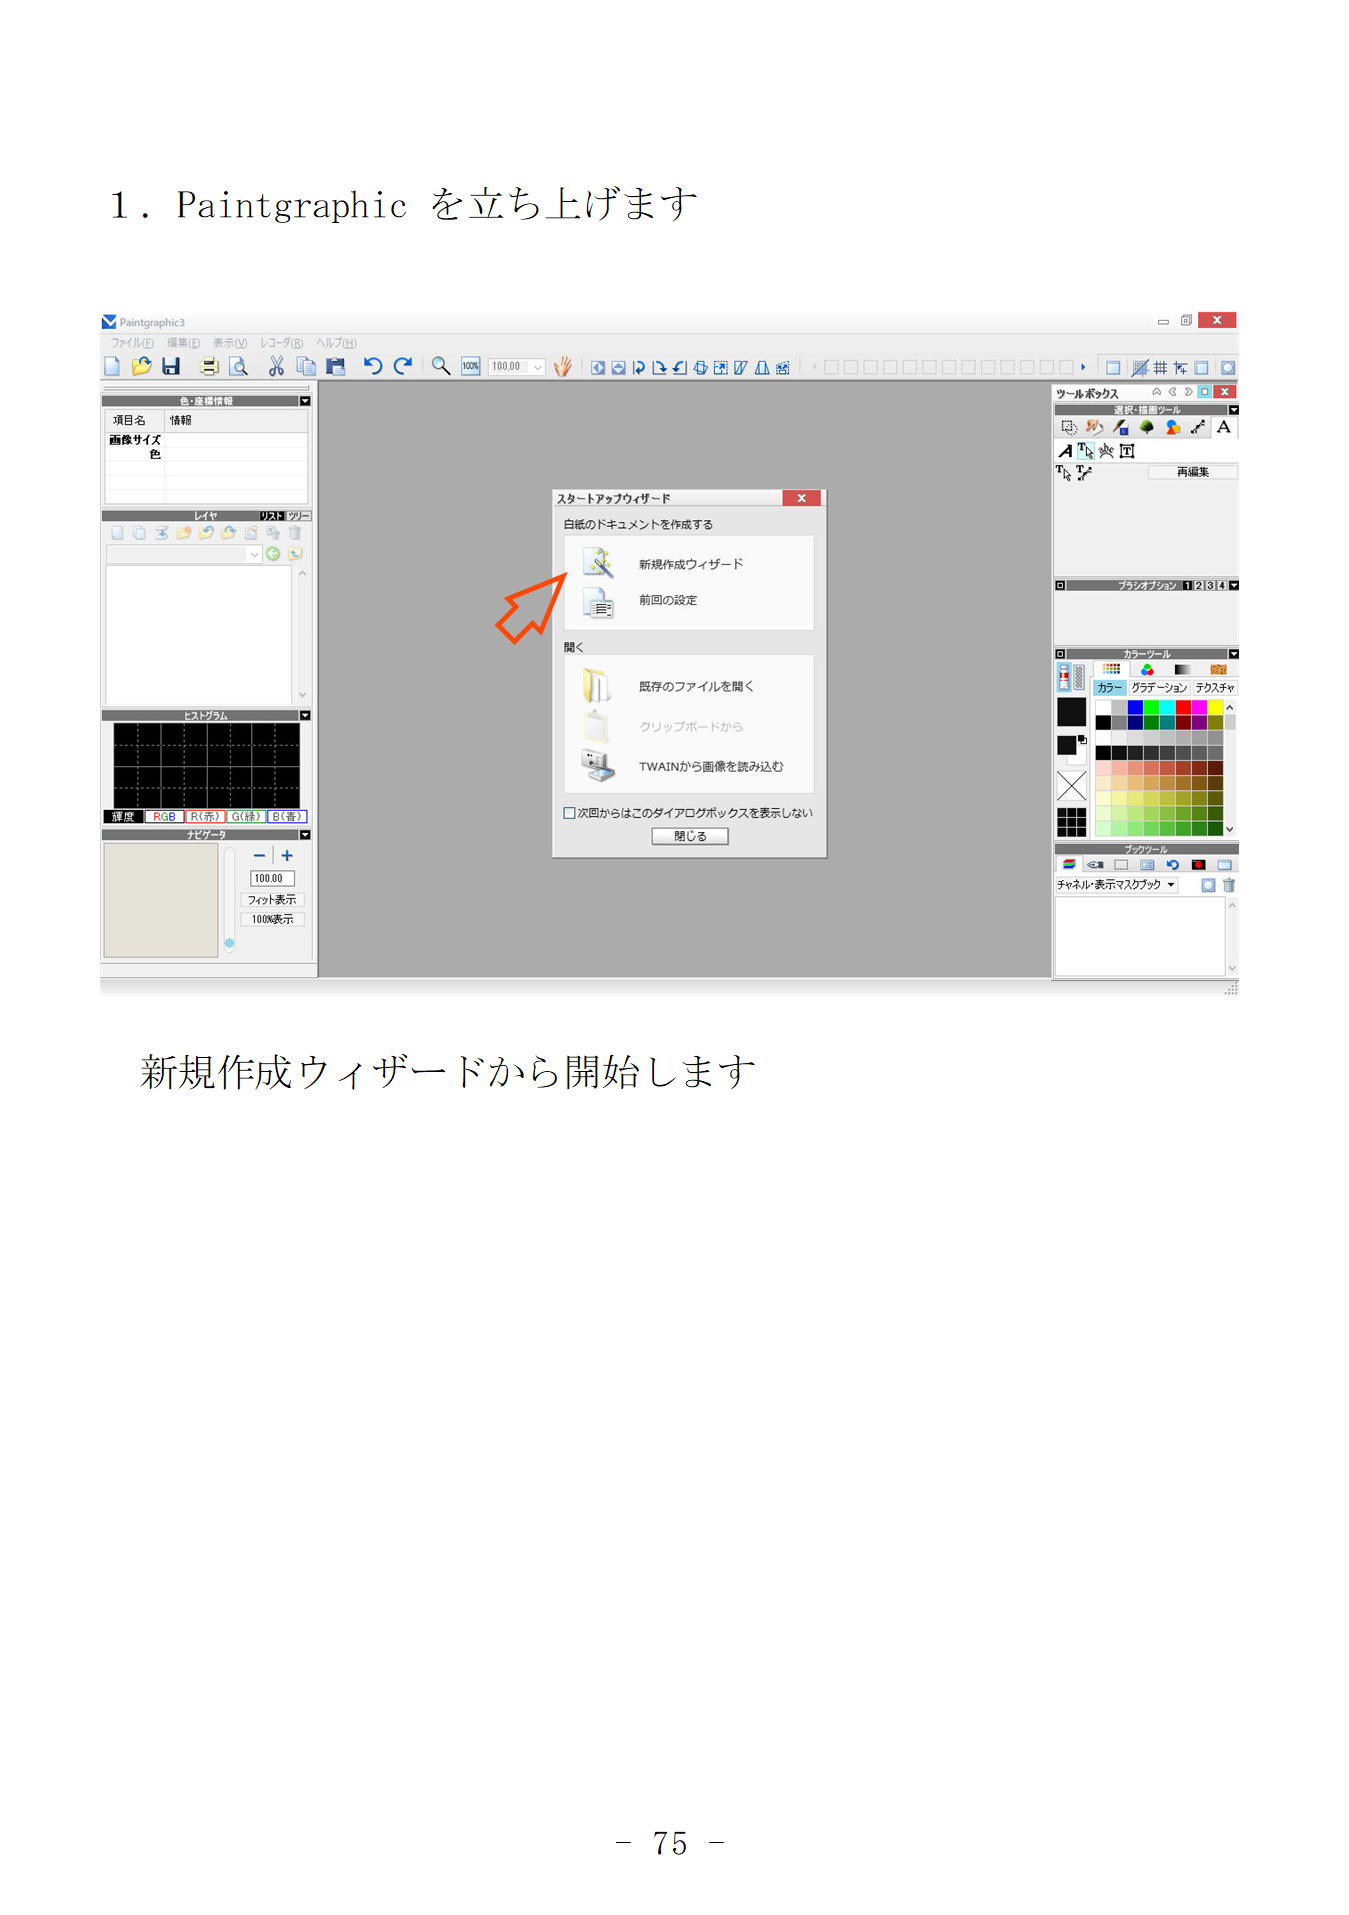 １．Paintgraphic を立ち上げます
Paintgraphic3
ファイル(F) 編集(E) 表示(V) レコーダ(R) ヘルプ(H)
100% 100.00
色・座標情報
項目名 情報
画像サイズ
色
レイヤ リスト ツリー
ヒストグラム
輝度 RGB R(赤) G(緑) B(青)
ナビゲータ
100.00
フィット表示
100%表示
スタートアップウィザード
白紙のドキュメントを作成する
新規作成ウィザード
前回の設定
開く
既存のファイルを開く
クリップボードから
TWAINから画像を読み込む
次回からはこのダイアログボックスを表示しない
閉じる
ツールボックス
選択・描画ツール
再編集
ブラシオプション 1 2 3 4
カラーツール
カラー グラデーション テクスチャ
ブックツール
チャネル・表示マスクブック
新規作成ウィザードから開始します
- 75 -